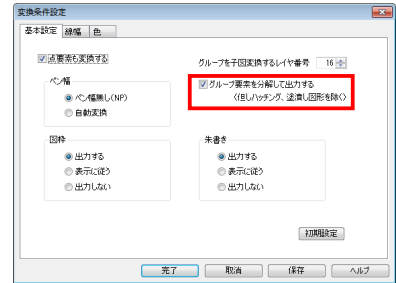 変換条件設定
基本設定 線幅 色
点要素も変換する
グループを子図変換するレイヤ番号 16
ペン幅
ペン幅無し(NP)
自動変換
グループ要素を分解して出力する
(但しハッチング、塗潰し図形を除く)
図枠
出力する
表示に従う
出力しない
朱書き
出力する
表示に従う
出力しない
初期設定
完了 取消 保存 ヘルプ